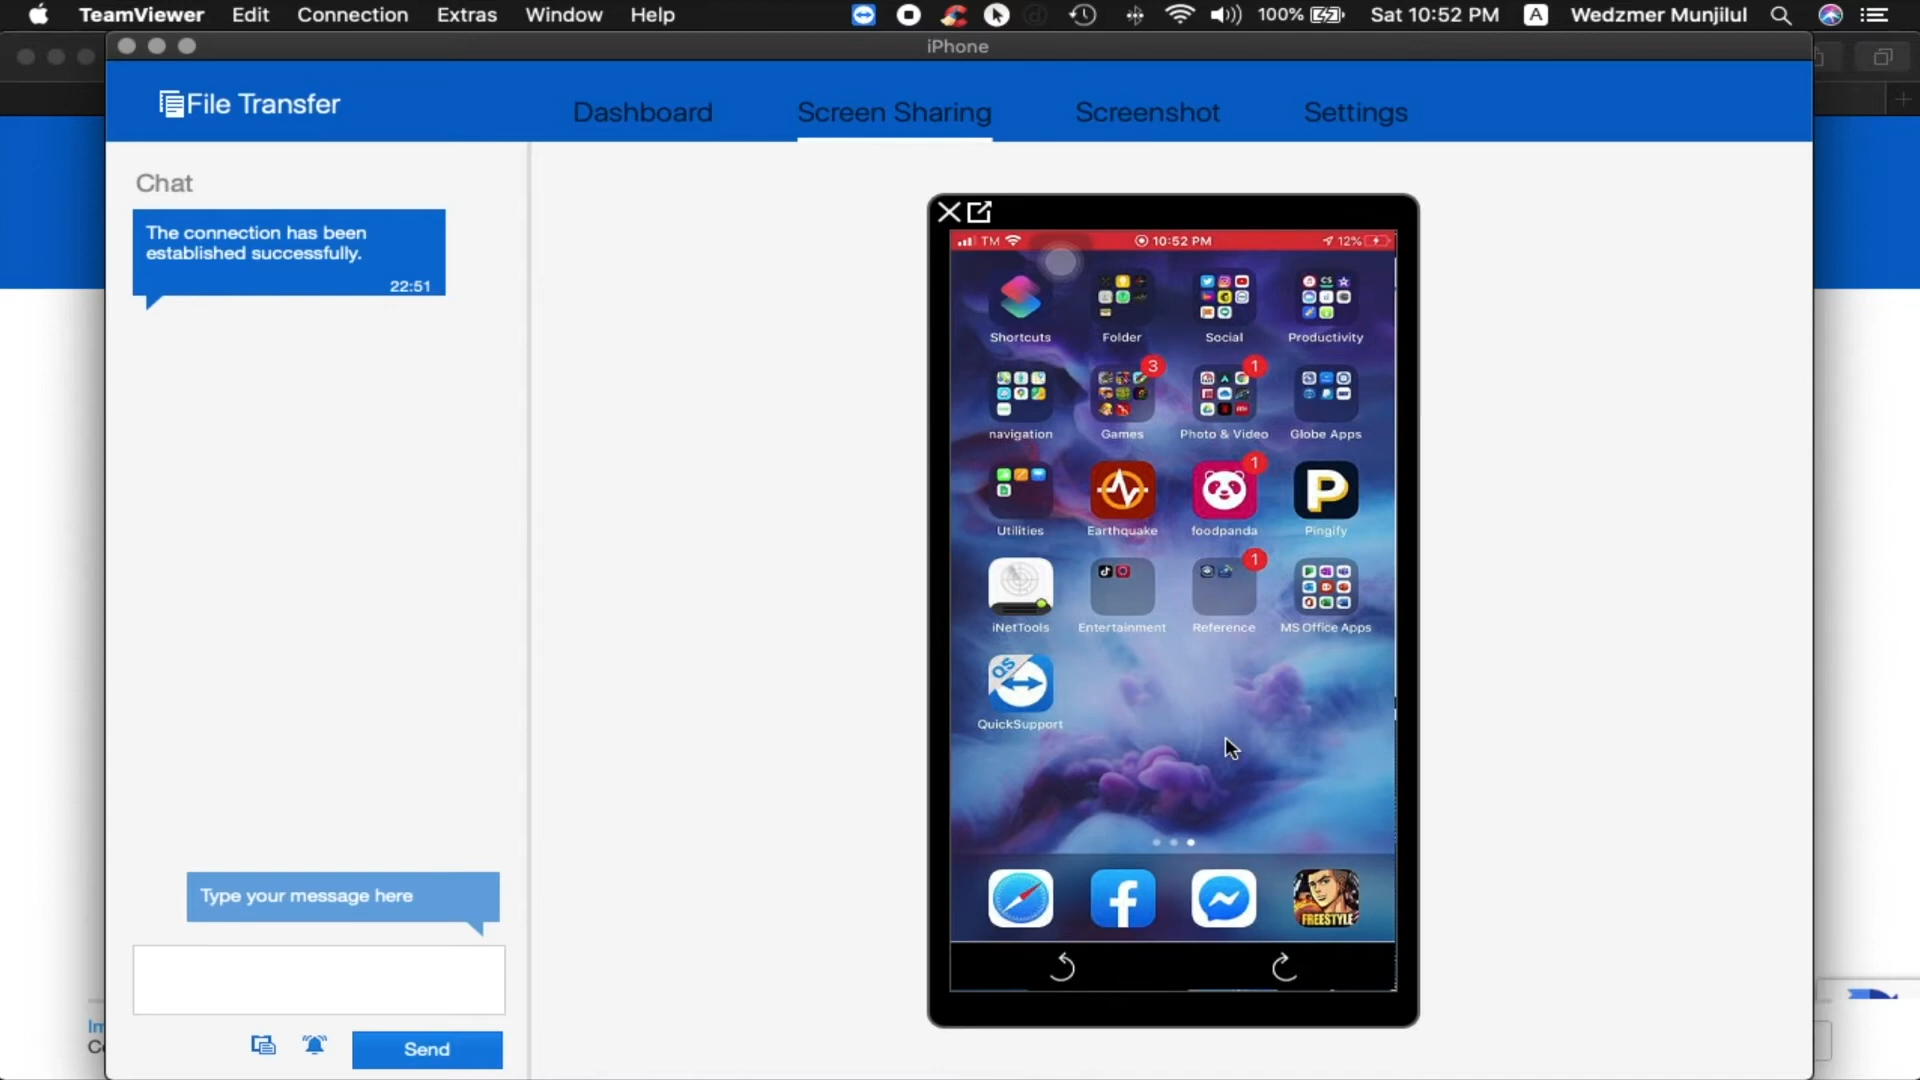 TeamViewer Edit Connection Extras Window Help 100% Sat 10:52 PM A Wedzmer Munjilul
iPhone
File Transfer
Dashboard Screen Sharing Screenshot Settings
Chat
The connection has been
established successfully.
22:51
TM 10:52 PM 12%
Shortcuts Folder Social Productivity
3 1
navigation Games Photo & Video Globe Apps
1
P
Utilities Earthquake foodpanda Pingify
1
iNetTools Entertainment Reference MS Office Apps
QS
QuickSupport
FREESTYLE
Type your message here
Send